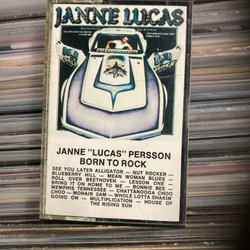 JANNE LUCAS
JANNE "LUCAS" PERSSON
BORN TO ROCK
SEE YOU LATER ALLIGATOR — NUT ROCKER —
BLUEBERRY HILL — MEAN WOMAN BLUES —
ROLL OVER BEETHOVEN — LESSON ONE —
BRING IT ON HOME TO ME — BONNIE BEE —
MEMPHIS TENNESSEE — CHATTANOOGA CHOO
CHOO — MOHAIR SAM — WHOLE LOTTA SHAKIN'
GOING ON — MULTIPLICATION — HOUSE OF
THE RISING SUN